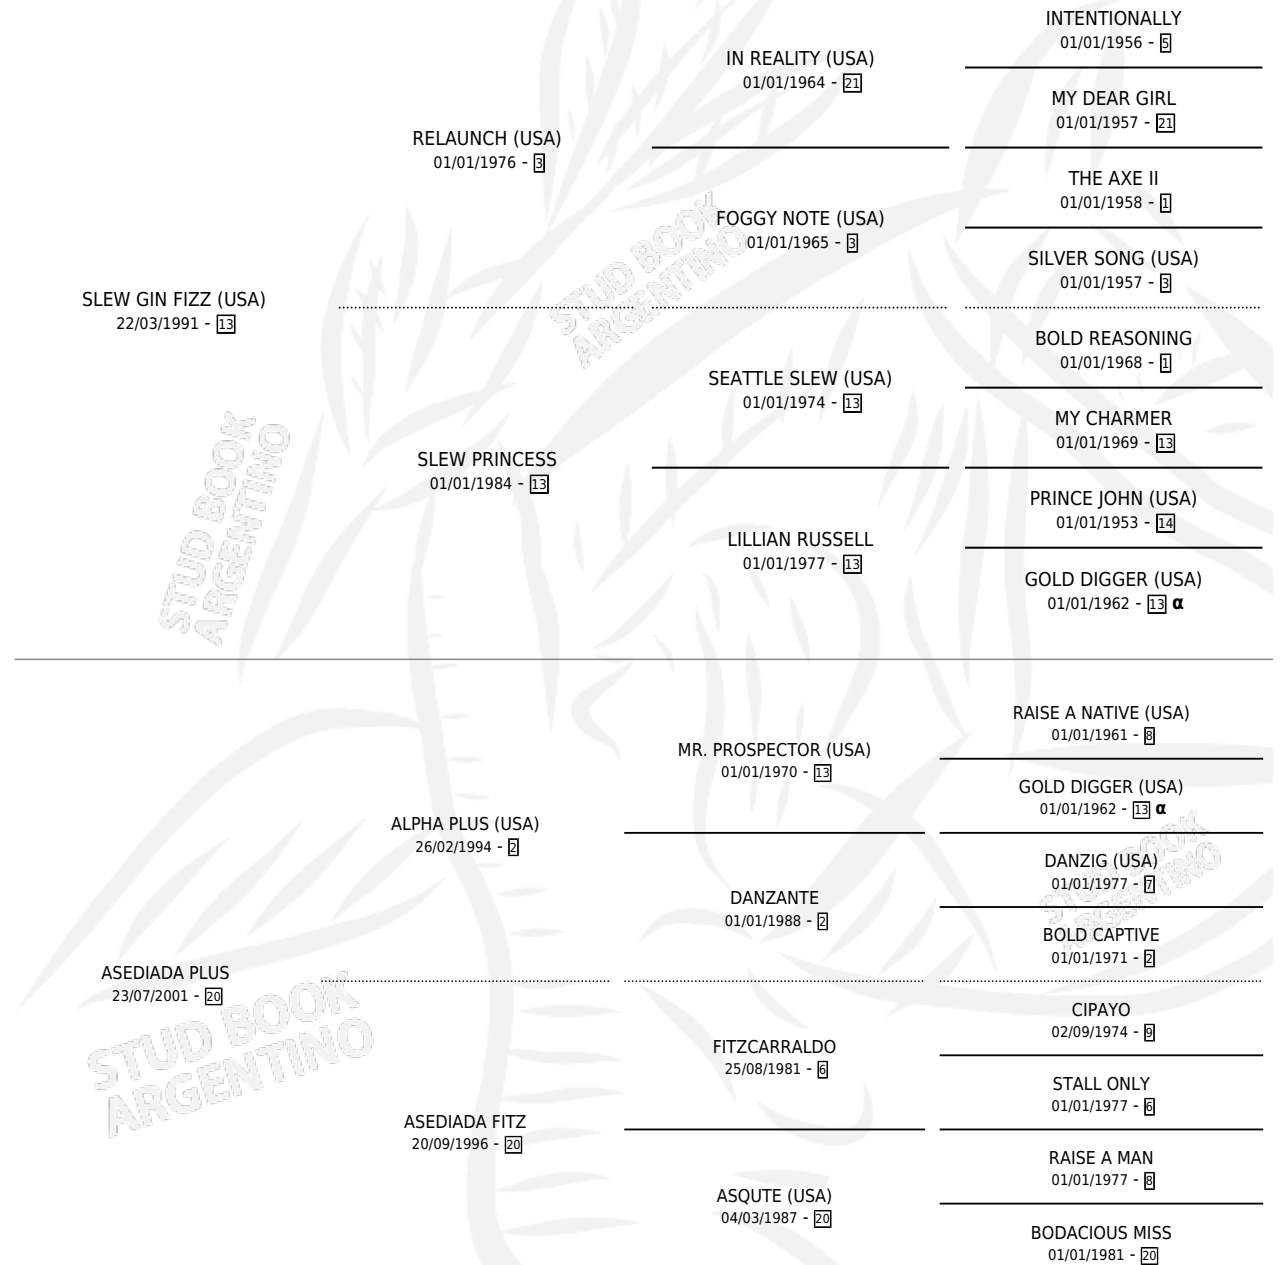 INTENTIONALLY
01/01/1956 - 5
IN REALITY (USA)
01/01/1964 - 21
MY DEAR GIRL
01/01/1957 - 21
RELAUNCH (USA)
01/01/1976 - 3
THE AXE II
01/01/1958 - 1
FOGGY NOTE (USA)
01/01/1965 - 3
SILVER SONG (USA)
01/01/1957 - 3
SLEW GIN FIZZ (USA)
22/03/1991 - 13
BOLD REASONING
01/01/1968 - 1
SEATTLE SLEW (USA)
01/01/1974 - 13
MY CHARMER
01/01/1969 - 13
SLEW PRINCESS
01/01/1984 - 13
PRINCE JOHN (USA)
01/01/1953 - 14
LILLIAN RUSSELL
01/01/1977 - 13
GOLD DIGGER (USA)
01/01/1962 - 13 α
RAISE A NATIVE (USA)
01/01/1961 - 8
MR. PROSPECTOR (USA)
01/01/1970 - 13
GOLD DIGGER (USA)
01/01/1962 - 13 α
ALPHA PLUS (USA)
26/02/1994 - 2
DANZIG (USA)
01/01/1977 - 7
DANZANTE
01/01/1988 - 2
BOLD CAPTIVE
01/01/1971 - 2
ASEDIADA PLUS
23/07/2001 - 20
CIPAYO
02/09/1974 - 9
FITZCARRALDO
25/08/1981 - 6
STALL ONLY
01/01/1977 - 6
ASEDIADA FITZ
20/09/1996 - 20
RAISE A MAN
01/01/1977 - 8
ASQUTE (USA)
04/03/1987 - 20
BODACIOUS MISS
01/01/1981 - 20
STUD BOOK
ARGENTINO
STUD BOOK
ARGENTINO
STUD BOOK
ARGENTINO
STUD BOOK
ARGENTINO